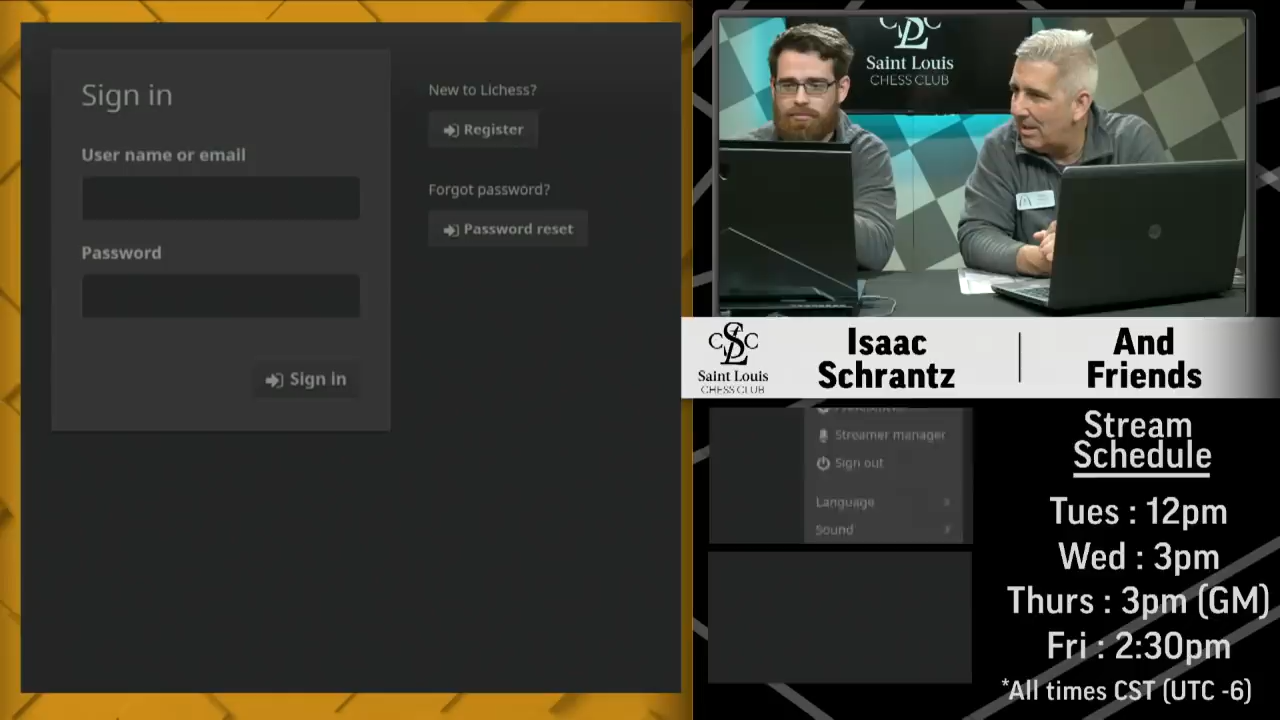 Sign in
User name or email
Password
Sign in
New to Lichess?
Register
Forgot password?
Password reset
Saint Louis
CHESS CLUB
CSLCC
Saint Louis
CHESS CLUB
Isaac
Schrantz
And
Friends
Streamer manager
Sign out
Language
Sound
Stream
Schedule
Tues : 12pm
Wed : 3pm
Thurs : 3pm (GM)
Fri : 2:30pm
*All times CST (UTC -6)